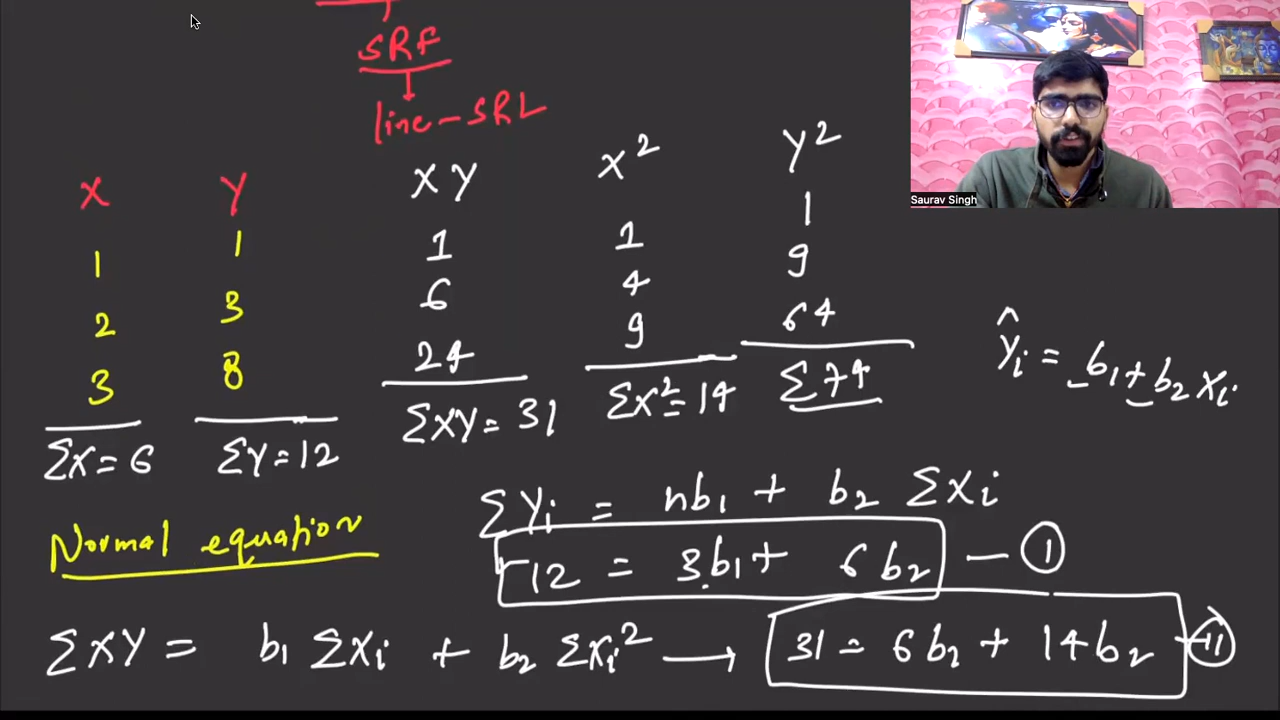 SRF
line - SRL
X Y XY X² Y²
1 1 1 1 1
2 3 6 4 9
3 8 24 9 64
ΣX = 6 ΣY = 12 ΣXY = 31 ΣX² = 14 Σ74
ŷi = b1 + b2 Xi
Normal equation
ΣYi = nb1 + b2 ΣXi
12 = 3b1 + 6b2 — ①
ΣXY = b1 ΣXi + b2 ΣXi² → 31 = 6b2 + 14b2 — ⑪
Saurav Singh